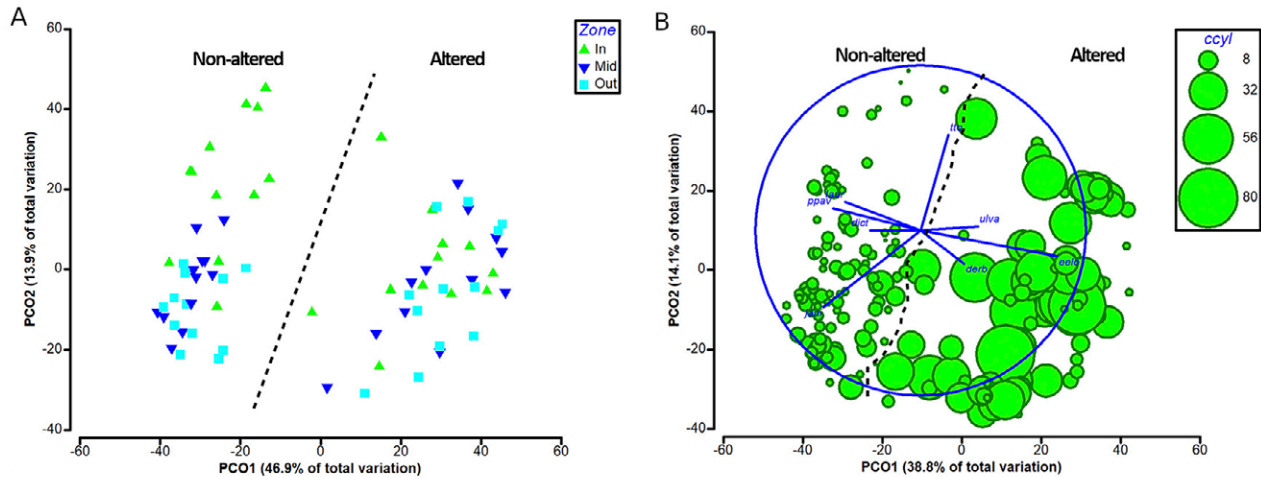 A
Non-altered
Altered
Zone
In
Mid
Out
60
40
20
0
-20
-40
PCO2 (13.9% of total variation)
-60
-40
-20
0
20
40
60
PCO1 (46.9% of total variation)
B
Non-altered
Altered
ccyl
8
32
56
80
ppav
dict
ulva
derb
60
40
20
0
-20
-40
PCO2 (14.1% of total variation)
-60
-40
-20
0
20
40
60
PCO1 (38.8% of total variation)